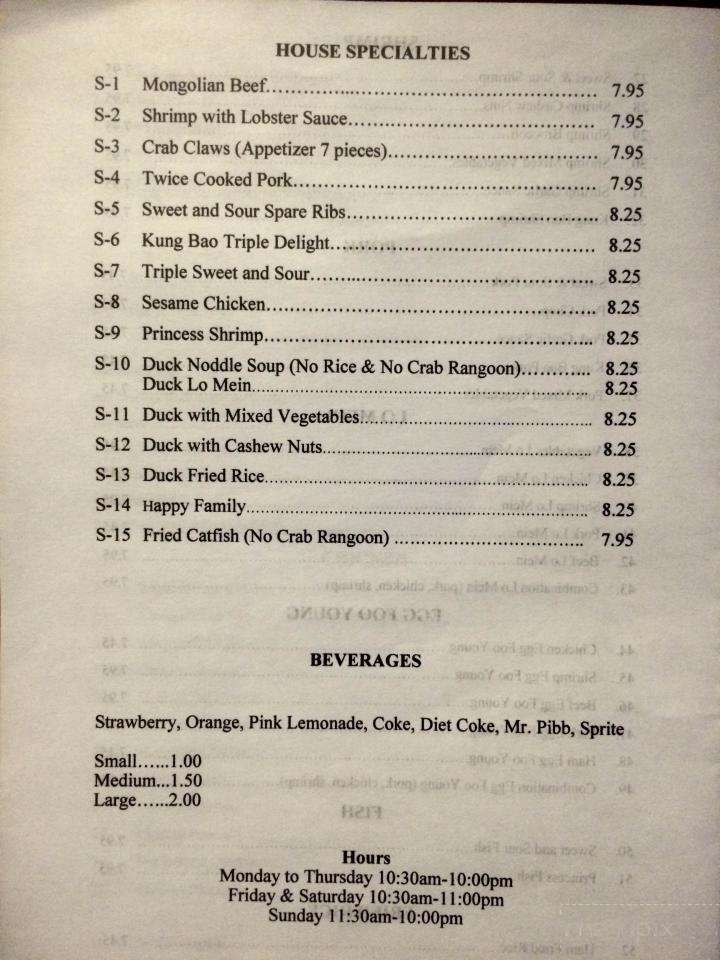 HOUSE SPECIALTIES
S-1 Mongolian Beef.......................................................... 7.95
S-2 Shrimp with Lobster Sauce........................................... 7.95
S-3 Crab Claws (Appetizer 7 pieces).................................... 7.95
S-4 Twice Cooked Pork..................................................... 7.95
S-5 Sweet and Sour Spare Ribs............................................ 8.25
S-6 Kung Bao Triple Delight.............................................. 8.25
S-7 Triple Sweet and Sour.................................................. 8.25
S-8 Sesame Chicken.......................................................... 8.25
S-9 Princess Shrimp.......................................................... 8.25
S-10 Duck Noddle Soup (No Rice & No Crab Rangoon)............ 8.25
Duck Lo Mein............................................................ 8.25
S-11 Duck with Mixed Vegetables......................................... 8.25
S-12 Duck with Cashew Nuts............................................... 8.25
S-13 Duck Fried Rice.......................................................... 8.25
S-14 Happy Family............................................................. 8.25
S-15 Fried Catfish (No Crab Rangoon) .................................. 7.95
BEVERAGES
Strawberry, Orange, Pink Lemonade, Coke, Diet Coke, Mr. Pibb, Sprite
Small......1.00
Medium...1.50
Large......2.00
Hours
Monday to Thursday 10:30am-10:00pm
Friday & Saturday 10:30am-11:00pm
Sunday 11:30am-10:00pm